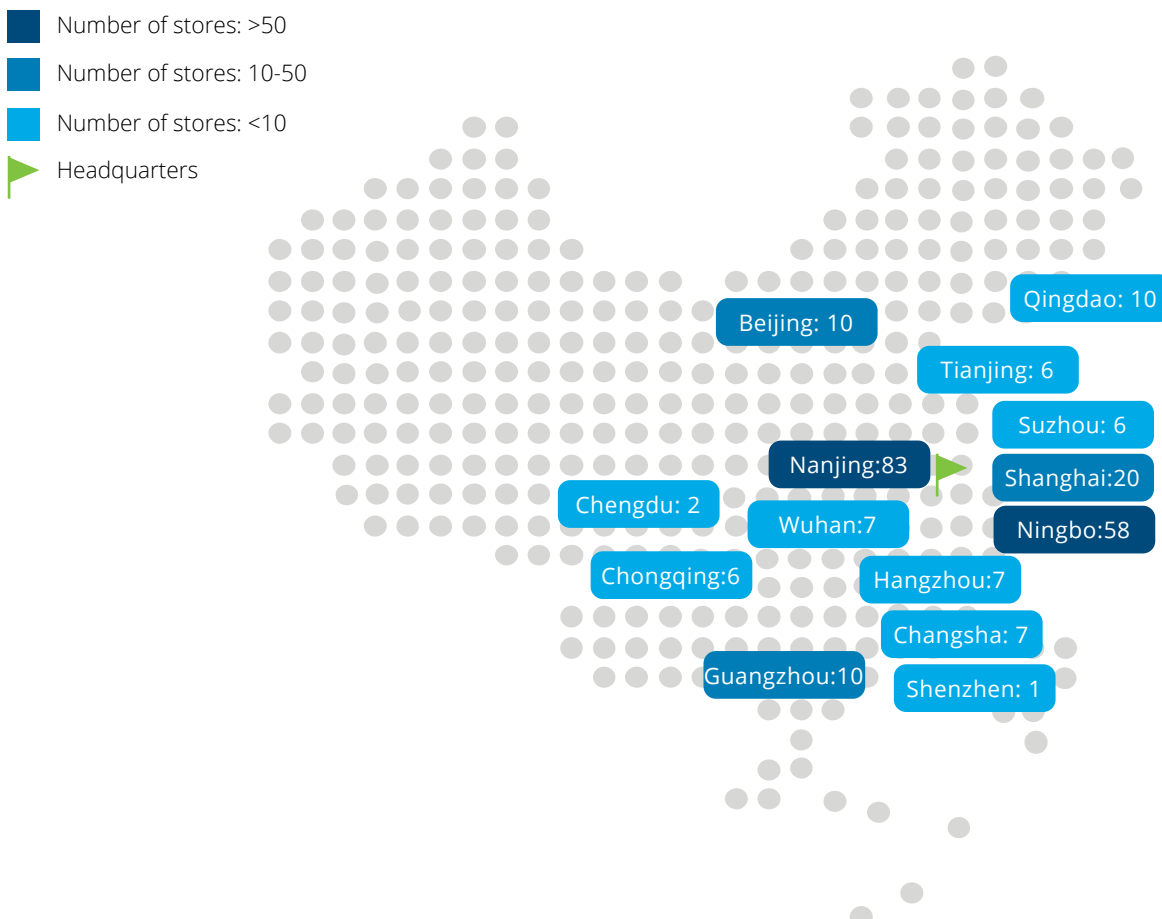 Number of stores: >50
Number of stores: 10-50
Number of stores: <10
Headquarters
Qingdao: 10
Beijing: 10
Tianjing: 6
Suzhou: 6
Nanjing:83
Shanghai:20
Chengdu: 2
Wuhan:7
Ningbo:58
Chongqing:6
Hangzhou:7
Changsha: 7
Guangzhou:10
Shenzhen: 1